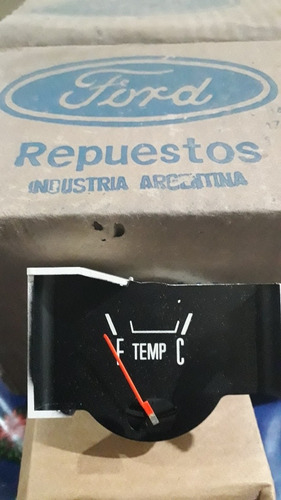 Ford
Repuestos
INDUSTRIA ARGENTINA
F TEMP C